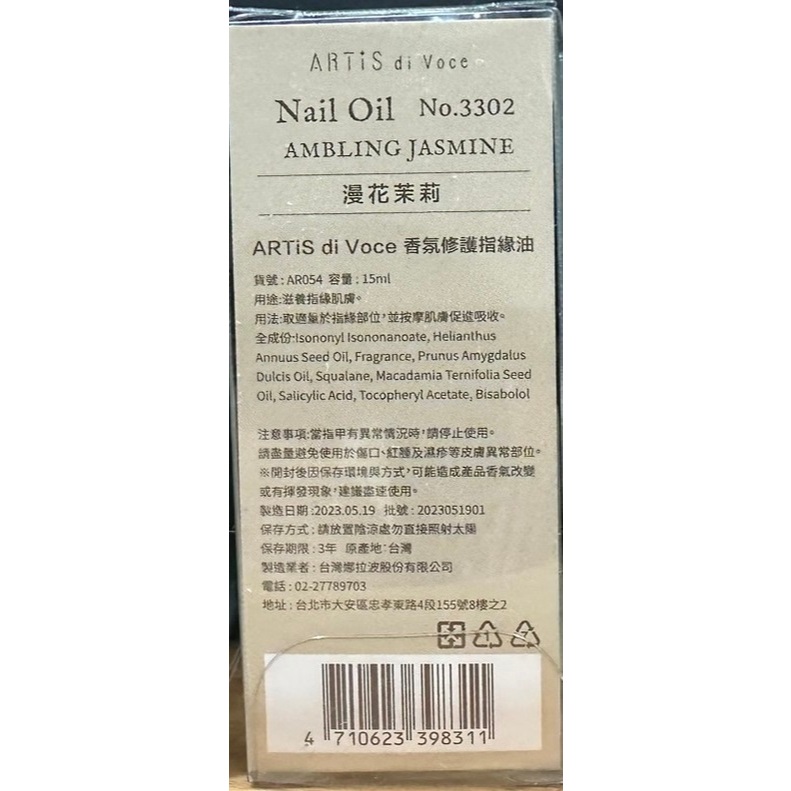 ARTiS di Voce
Nail Oil No.3302
AMBLING JASMINE
漫花茉莉
ARTiS di Voce 香氛修護指緣油
貨號：AR054 容量：15ml
用途:滋養指緣肌膚。
用法:取適量於指緣部位，並按摩肌膚促進吸收。
全成份:Isononyl Isononanoate, Helianthus
Annuus Seed Oil, Fragrance, Prunus Amygdalus
Dulcis Oil, Squalane, Macadamia Ternifolia Seed
Oil, Salicylic Acid, Tocopheryl Acetate, Bisabolol
注意事項:當指甲有異常情況時，請停止使用。
請盡量避免使用於傷口、紅腫及濕疹等皮膚異常部位。
※開封後因保存環境與方式，可能造成產品香氣改變
或有揮發現象，建議盡速使用。
製造日期：2023.05.19 批號：2023051901
保存方式：請放置陰涼處勿直接照射太陽
保存期限：3年 原產地：台灣
製造業者：台灣娜拉波股份有限公司
電話：02-27789703
地址：台北市大安區忠孝東路4段155號8樓之2
4 710623 398311